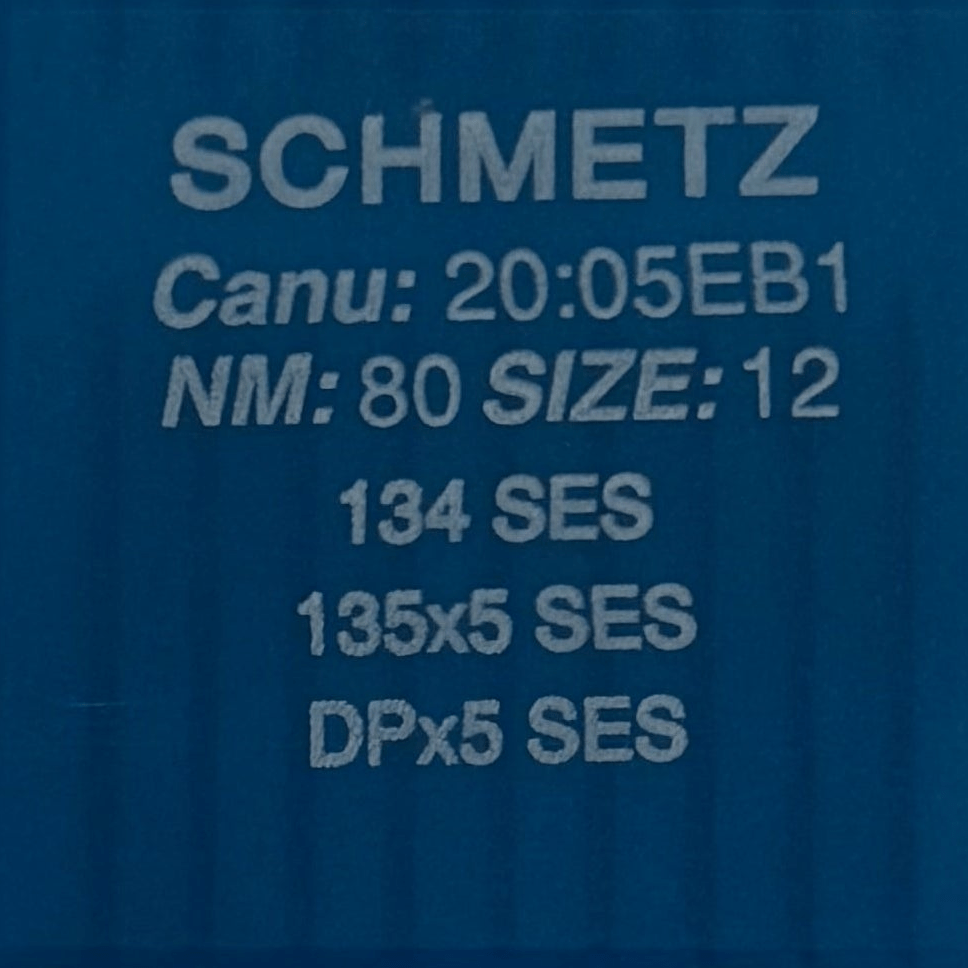 SCHMETZ
Canu: 20:05EB1
NM: 80 SIZE: 12
134 SES
135x5 SES
DPx5 SES